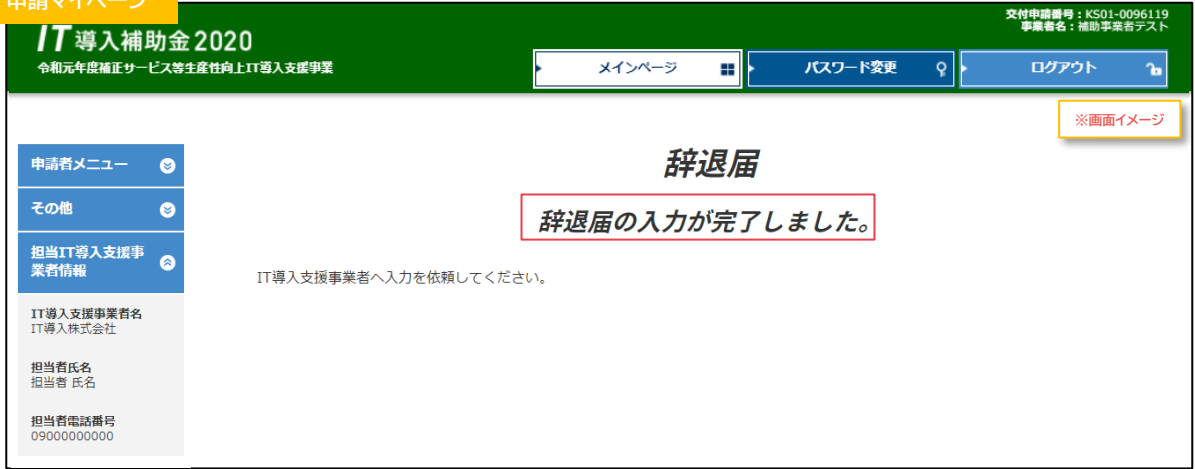 申請マイページ
交付申請番号：KS01-0096119
事業者名：補助事業者テスト
IT導入補助金2020
令和元年度補正サービス等生産性向上IT導入支援事業
メインページ
パスワード変更
ログアウト
※画面イメージ
申請者メニュー
その他
担当IT導入支援事
業者情報
IT導入支援事業者名
IT導入株式会社
担当者氏名
担当者 氏名
担当者電話番号
09000000000
辞退届
辞退届の入力が完了しました。
IT導入支援事業者へ入力を依頼してください。